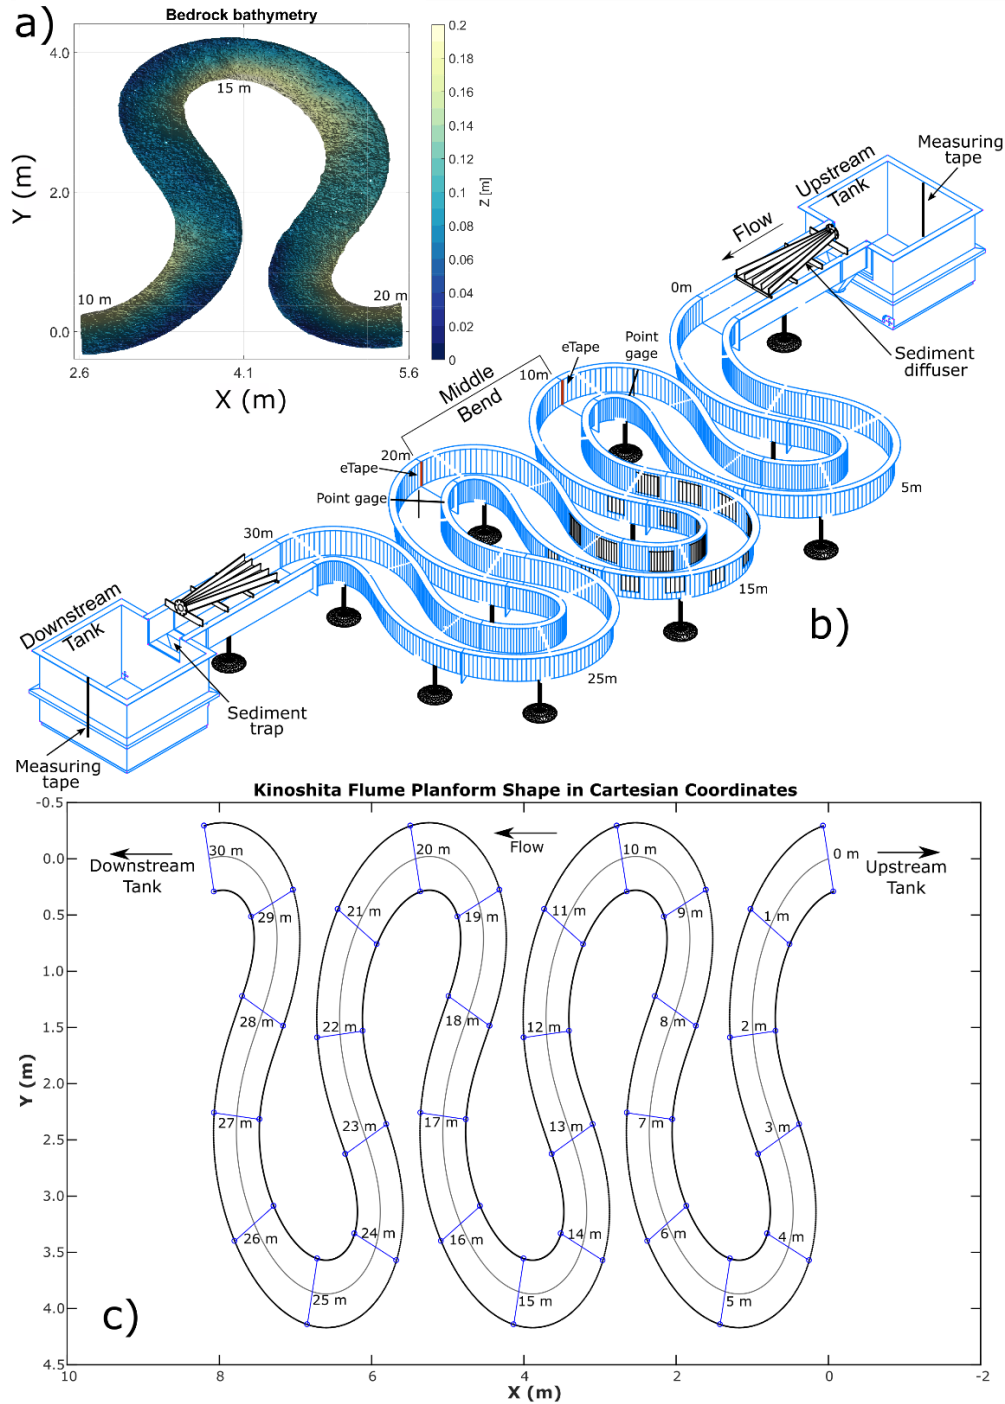 a)
Bedrock bathymetry
4.0
2.0
0.0
Y (m)
15 m
10 m
20 m
2.6
4.1
5.6
X (m)
0.2
0.18
0.16
0.14
0.12
0.1
0.08
0.06
0.04
0.02
0
Z [m]
Measuring
tape
Upstream
Tank
Flow
0m
Sediment
diffuser
Point
gage
eTape
10m
Middle
Bend
20m
eTape
Point gage
5m
15m
b)
30m
25m
Downstream
Tank
Sediment
trap
Measuring
tape
Kinoshita Flume Planform Shape in Cartesian Coordinates
-0.5
0.0
0.5
1.0
1.5
2.0
2.5
3.0
3.5
4.0
4.5
Y (m)
30 m
20 m
10 m
0 m
Downstream
Tank
Flow
Upstream
Tank
29 m
21 m
19 m
11 m
9 m
1 m
28 m
22 m
18 m
12 m
8 m
2 m
27 m
23 m
17 m
13 m
7 m
3 m
26 m
24 m
16 m
14 m
6 m
4 m
25 m
15 m
5 m
c)
10
8
6
4
2
0
-2
X (m)